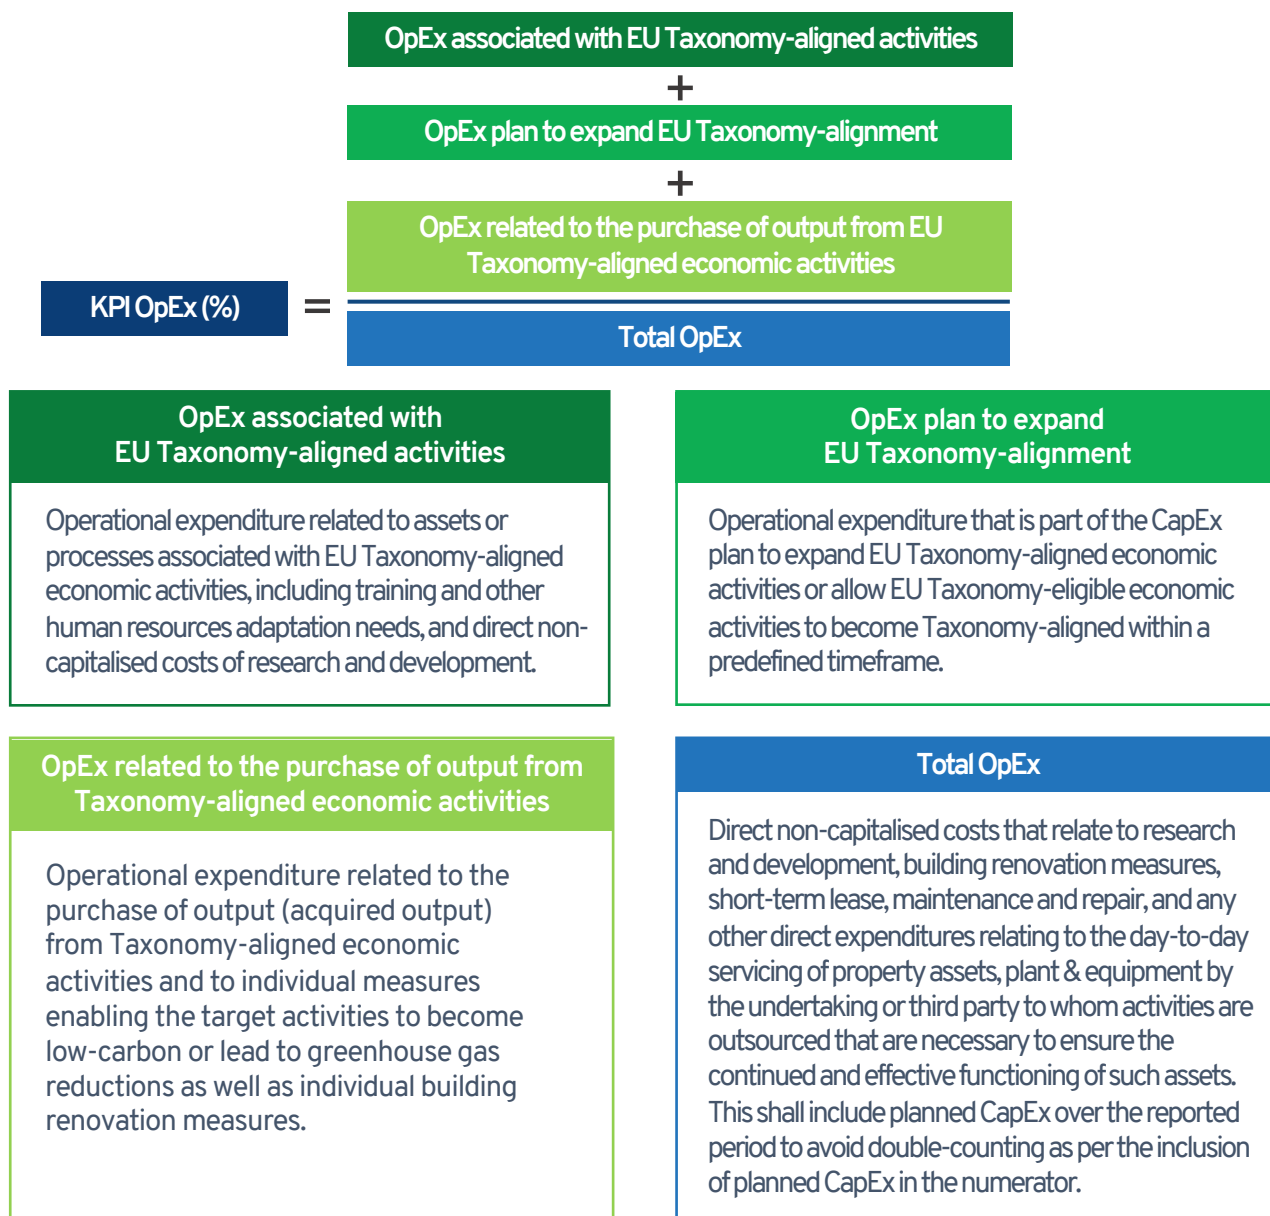 OpEx associated with EU Taxonomy-aligned activities
+
OpEx plan to expand EU Taxonomy-alignment
+
OpEx related to the purchase of output from EU
Taxonomy-aligned economic activities
KPI OpEx (%)
=
Total OpEx
OpEx associated with
EU Taxonomy-aligned activities
Operational expenditure related to assets or
processes associated with EU Taxonomy-aligned
economic activities, including training and other
human resources adaptation needs, and direct non-
capitalised costs of research and development.
OpEx plan to expand
EU Taxonomy-alignment
Operational expenditure that is part of the CapEx
plan to expand EU Taxonomy-aligned economic
activities or allow EU Taxonomy-eligible economic
activities to become Taxonomy-aligned within a
predefined timeframe.
OpEx related to the purchase of output from
Taxonomy-aligned economic activities
Operational expenditure related to the
purchase of output (acquired output)
from Taxonomy-aligned economic
activities and to individual measures
enabling the target activities to become
low-carbon or lead to greenhouse gas
reductions as well as individual building
renovation measures.
Total OpEx
Direct non-capitalised costs that relate to research
and development, building renovation measures,
short-term lease, maintenance and repair, and any
other direct expenditures relating to the day-to-day
servicing of property assets, plant & equipment by
the undertaking or third party to whom activities are
outsourced that are necessary to ensure the
continued and effective functioning of such assets.
This shall include planned CapEx over the reported
period to avoid double-counting as per the inclusion
of planned CapEx in the numerator.